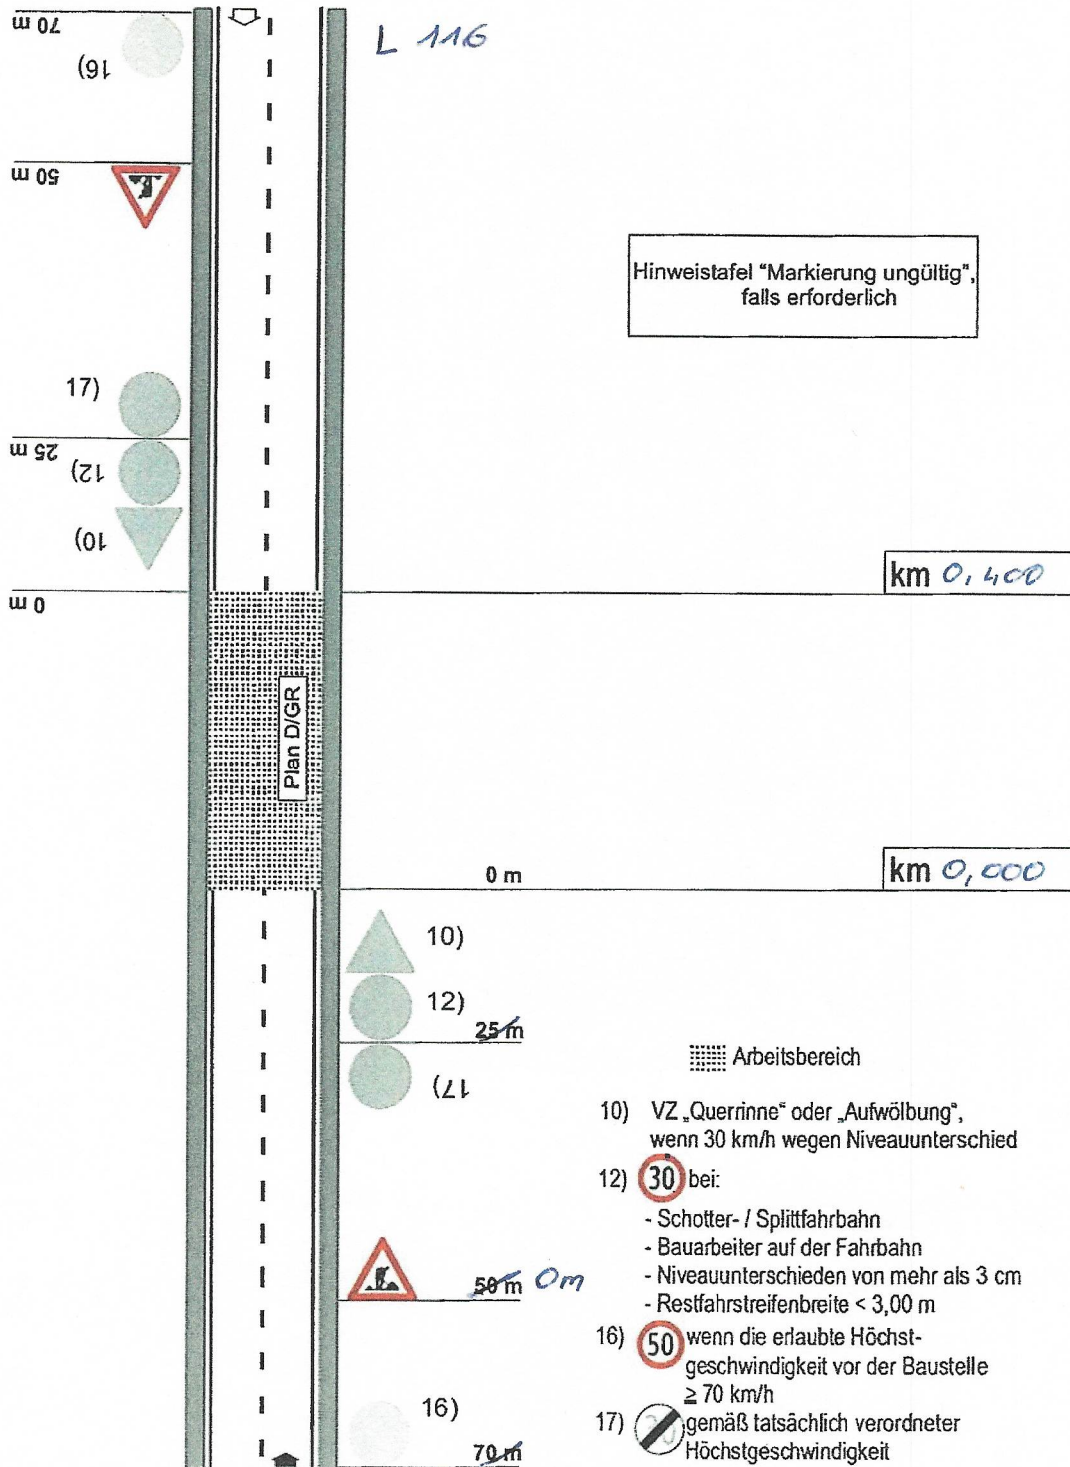 70 m
L 116
16)
50 m
Hinweistafel "Markierung ungültig",
falls erforderlich
17)
25 m
12)
10)
km 0,400
0 m
Plan D/GR
0 m
km 0,000
10)
12)
25 m
17)
Arbeitsbereich
10) VZ „Querrinne“ oder „Aufwölbung“,
wenn 30 km/h wegen Niveauunterschied
12) 30 bei:
- Schotter- / Splittfahrbahn
- Bauarbeiter auf der Fahrbahn
- Niveauunterschieden von mehr als 3 cm
- Restfahrstreifenbreite < 3,00 m
50 m 0m
16) 50 wenn die erlaubte Höchst-
geschwindigkeit vor der Baustelle
≥ 70 km/h
16)
17) gemäß tatsächlich verordneter
Höchstgeschwindigkeit
70 m